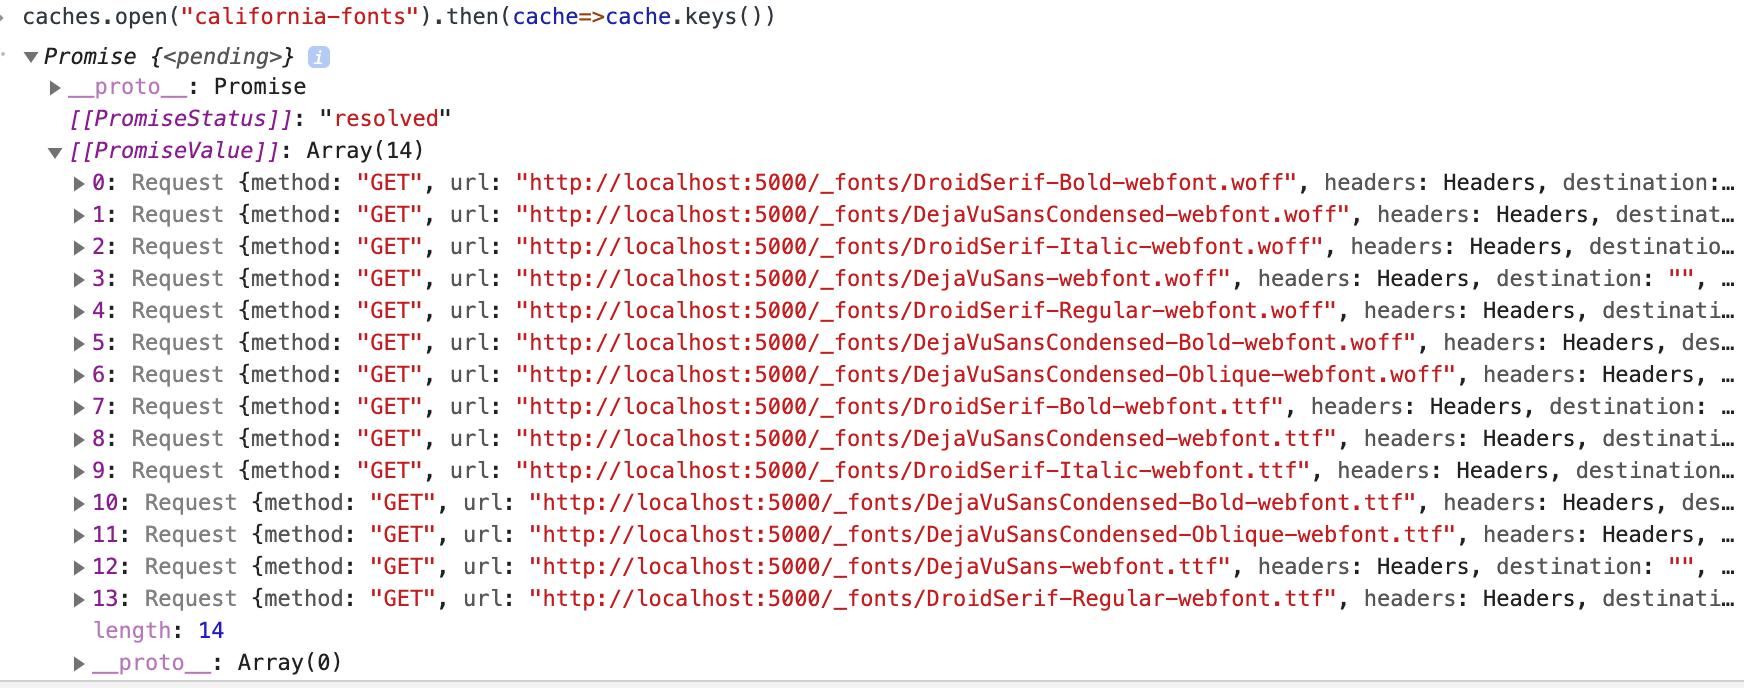 caches.open("california-fonts").then(cache=>cache.keys())
Promise {<pending>} i
__proto__: Promise
[[PromiseStatus]]: "resolved"
[[PromiseValue]]: Array(14)
0: Request {method: "GET", url: "http://localhost:5000/_fonts/DroidSerif-Bold-webfont.woff", headers: Headers, destination:…
1: Request {method: "GET", url: "http://localhost:5000/_fonts/DejaVuSansCondensed-webfont.woff", headers: Headers, destinat…
2: Request {method: "GET", url: "http://localhost:5000/_fonts/DroidSerif-Italic-webfont.woff", headers: Headers, destinatio…
3: Request {method: "GET", url: "http://localhost:5000/_fonts/DejaVuSans-webfont.woff", headers: Headers, destination: "", …
4: Request {method: "GET", url: "http://localhost:5000/_fonts/DroidSerif-Regular-webfont.woff", headers: Headers, destinati…
5: Request {method: "GET", url: "http://localhost:5000/_fonts/DejaVuSansCondensed-Bold-webfont.woff", headers: Headers, des…
6: Request {method: "GET", url: "http://localhost:5000/_fonts/DejaVuSansCondensed-Oblique-webfont.woff", headers: Headers, …
7: Request {method: "GET", url: "http://localhost:5000/_fonts/DroidSerif-Bold-webfont.ttf", headers: Headers, destination: …
8: Request {method: "GET", url: "http://localhost:5000/_fonts/DejaVuSansCondensed-webfont.ttf", headers: Headers, destinati…
9: Request {method: "GET", url: "http://localhost:5000/_fonts/DroidSerif-Italic-webfont.ttf", headers: Headers, destination…
10: Request {method: "GET", url: "http://localhost:5000/_fonts/DejaVuSansCondensed-Bold-webfont.ttf", headers: Headers, des…
11: Request {method: "GET", url: "http://localhost:5000/_fonts/DejaVuSansCondensed-Oblique-webfont.ttf", headers: Headers, …
12: Request {method: "GET", url: "http://localhost:5000/_fonts/DejaVuSans-webfont.ttf", headers: Headers, destination: "", …
13: Request {method: "GET", url: "http://localhost:5000/_fonts/DroidSerif-Regular-webfont.ttf", headers: Headers, destinati…
length: 14
__proto__: Array(0)